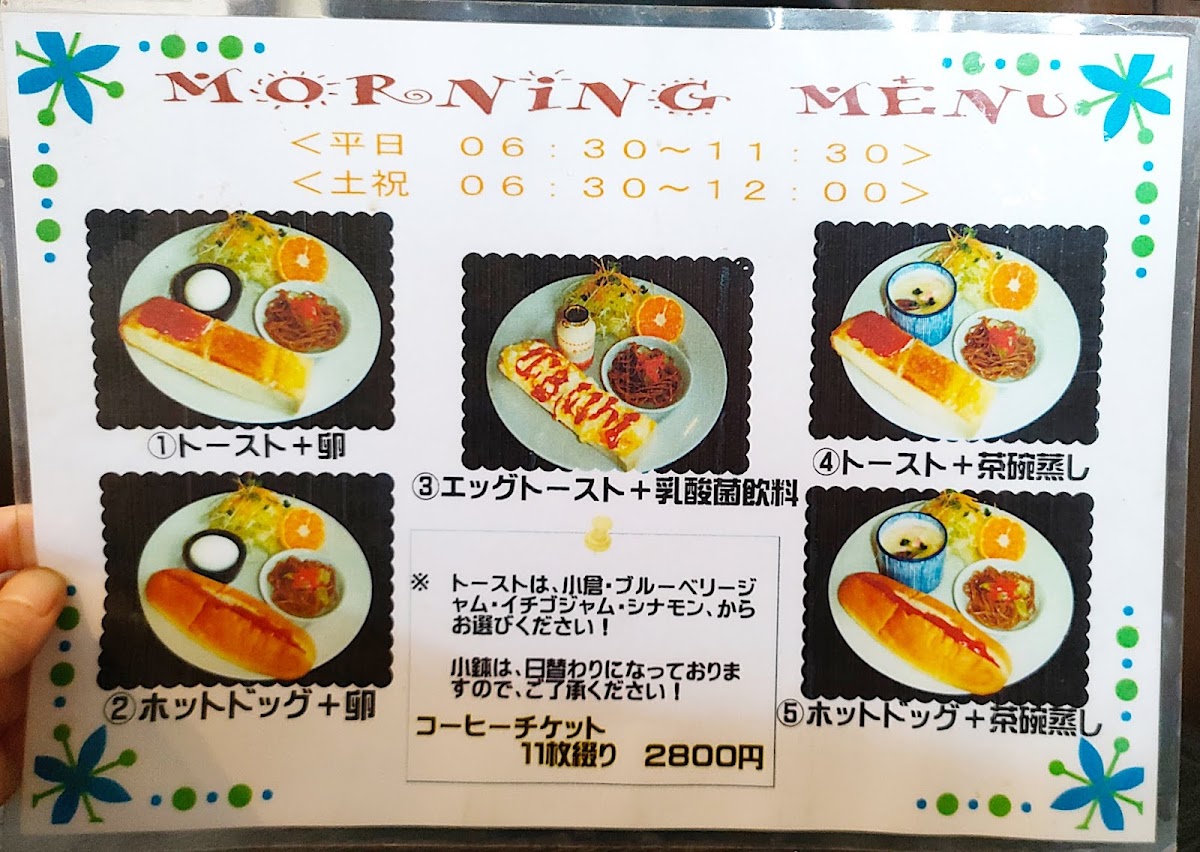 MORNING MENU
<平日 06:30~11:30>
<土祝 06:30~12:00>
①トースト+卵
③エッグトースト+乳酸菌飲料
④トースト+茶碗蒸し
②ホットドッグ+卵
⑤ホットドッグ+茶碗蒸し
※ トーストは、小倉・ブルーベリージ
ャム・イチゴジャム・シナモン、から
お選びください!
小鉢は、日替わりになっておりま
すので、ご了承ください!
コーヒーチケット
11枚綴り 2800円